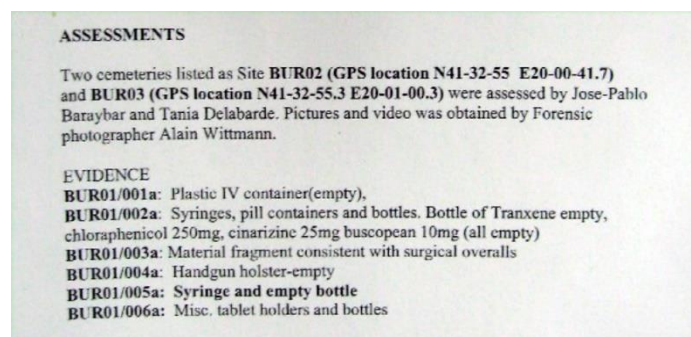 ASSESSMENTS
Two cemeteries listed as Site BUR02 (GPS location N41-32-55 E20-00-41.7)
and BUR03 (GPS location N41-32-55.3 E20-01-00.3) were assessed by Jose-Pablo
Baraybar and Tania Delabarde. Pictures and video was obtained by Forensic
photographer Alain Wittmann.
EVIDENCE
BUR01/001a: Plastic IV container(empty),
BUR01/002a: Syringes, pill containers and bottles. Bottle of Tranxene empty,
chloraphenicol 250mg, cinarizine 25mg buscopean 10mg (all empty)
BUR01/003a: Material fragment consistent with surgical overalls
BUR01/004a: Handgun holster-empty
BUR01/005a: Syringe and empty bottle
BUR01/006a: Misc. tablet holders and bottles